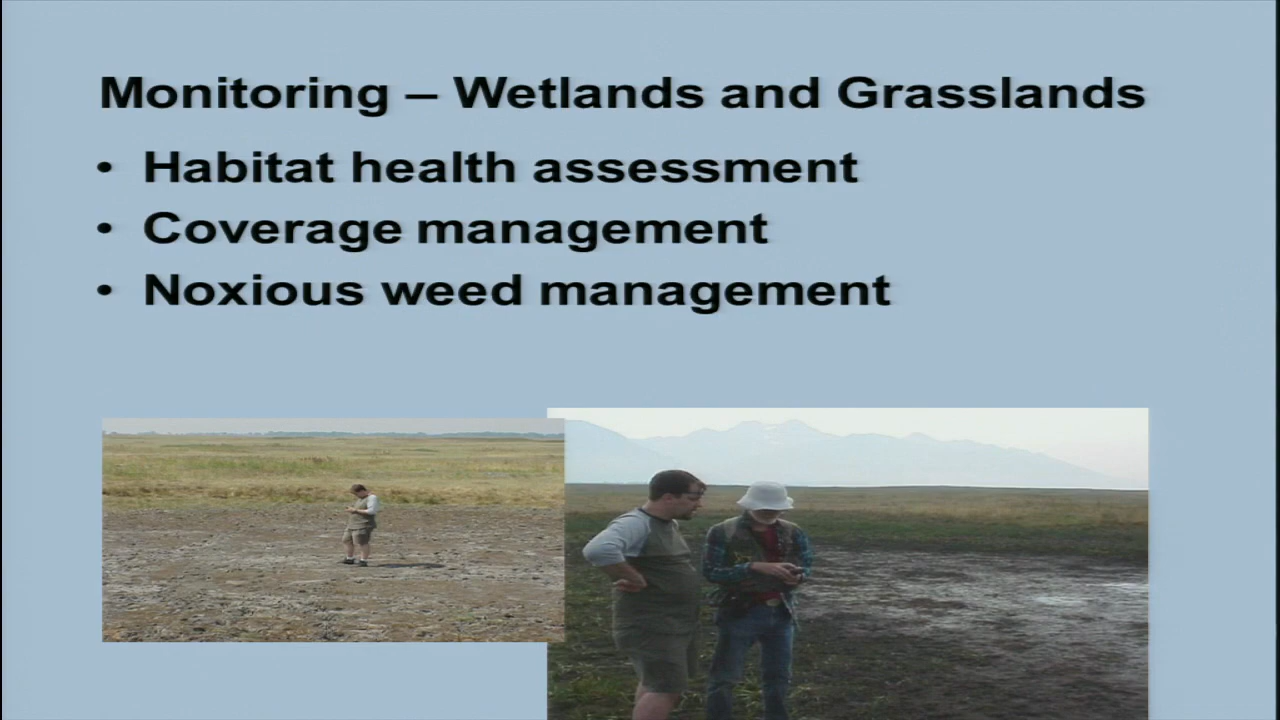 Monitoring – Wetlands and Grasslands
• Habitat health assessment
• Coverage management
• Noxious weed management